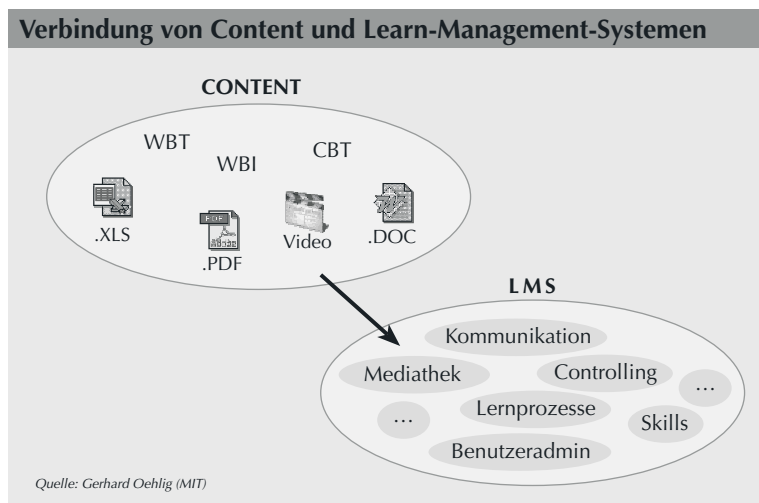 Verbindung von Content und Learn-Management-Systemen
CONTENT
WBT
WBI
CBT
.XLS
.PDF
Video
.DOC
LMS
Kommunikation
Mediathek
Controlling
...
...
Lernprozesse
Skills
Benutzeradmin
Quelle: Gerhard Oehlig (MIT)